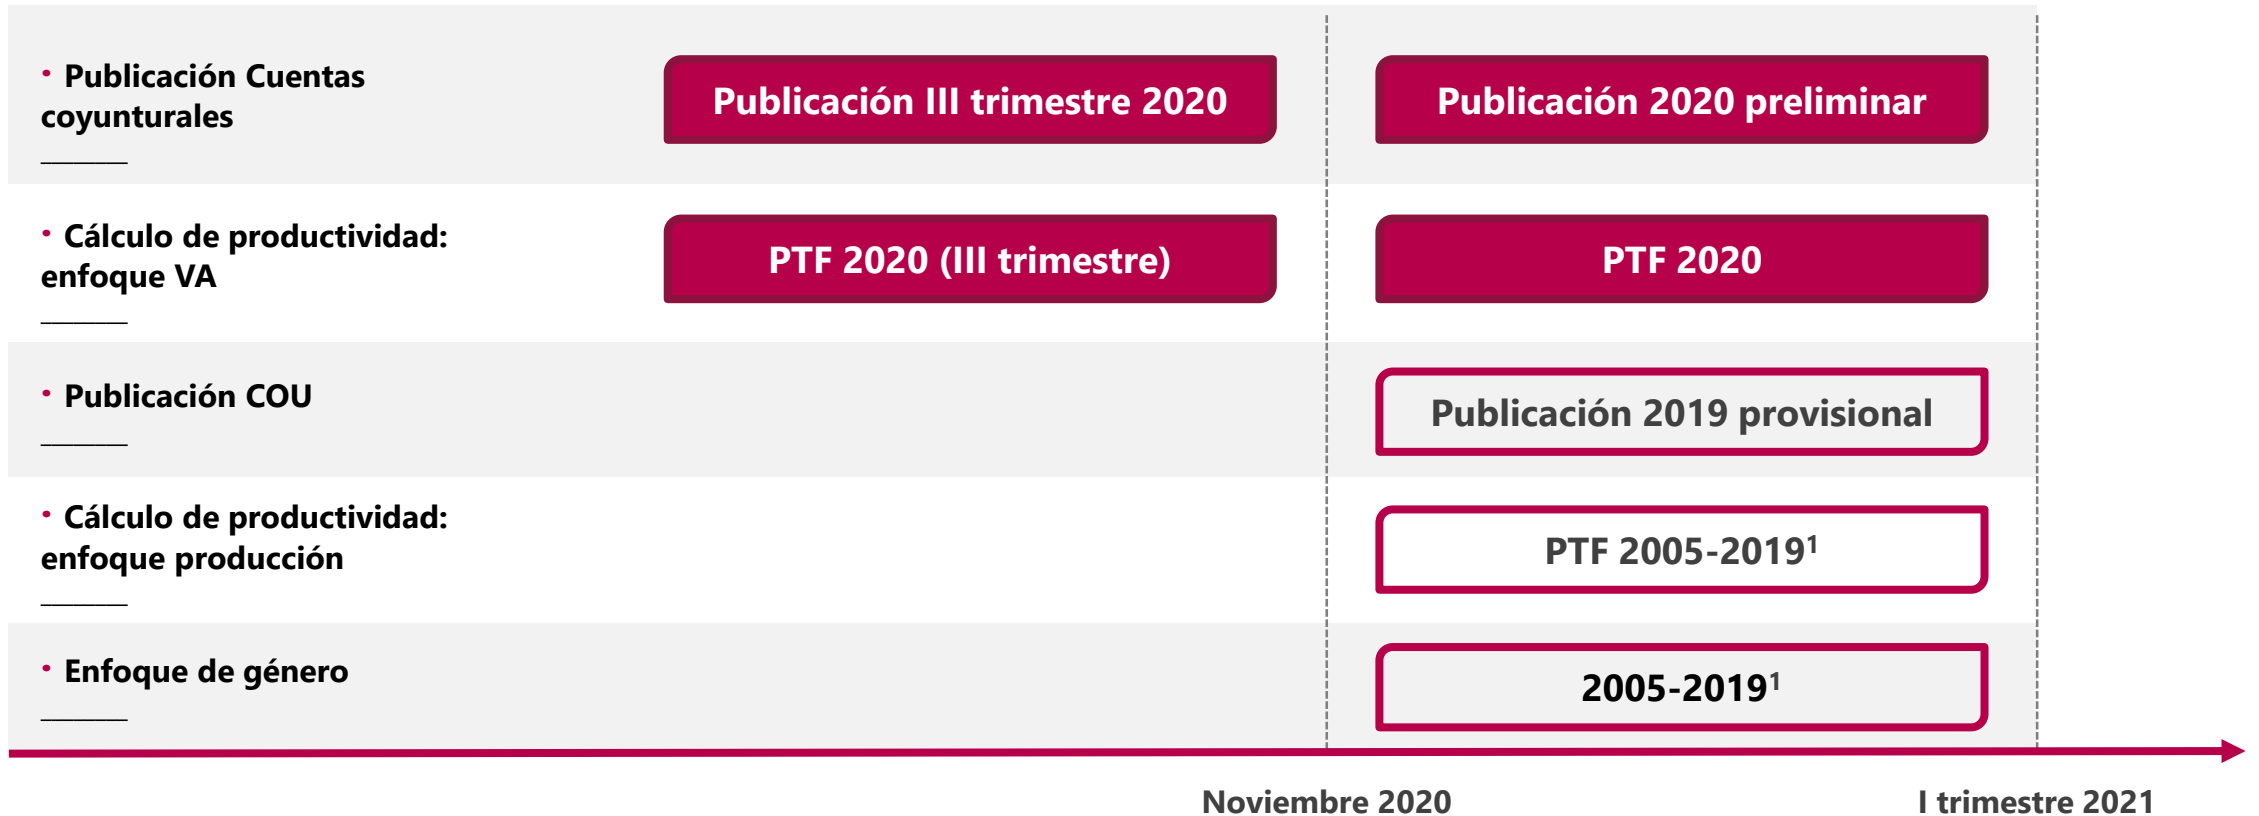 · Publicación Cuentas
coyunturales
Publicación III trimestre 2020
Publicación 2020 preliminar
· Cálculo de productividad:
enfoque VA
PTF 2020 (III trimestre)
PTF 2020
· Publicación COU
Publicación 2019 provisional
· Cálculo de productividad:
enfoque producción
PTF 2005-2019¹
· Enfoque de género
2005-2019¹
Noviembre 2020
I trimestre 2021